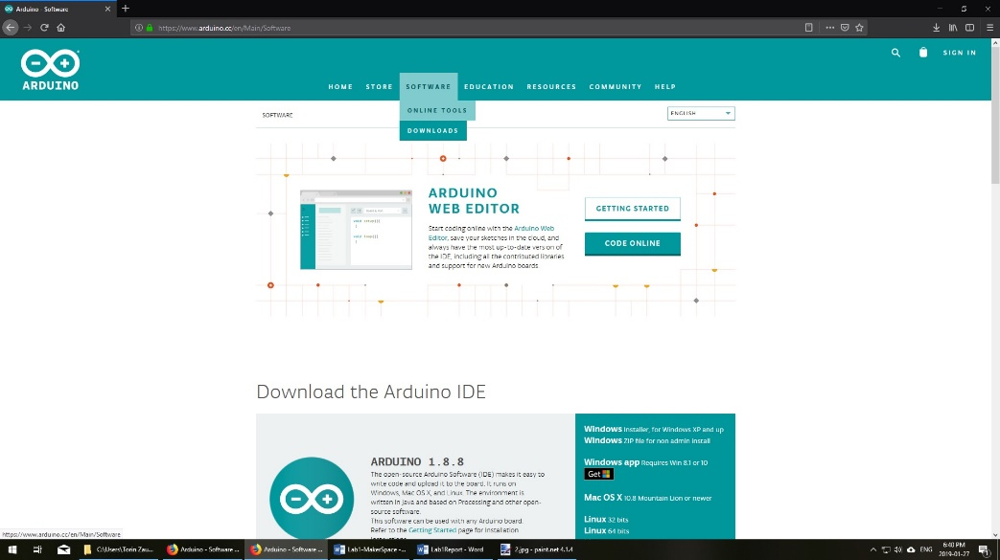 Arduino - Software
https://www.arduino.cc/en/Main/Software
ARDUINO
SIGN IN
HOME STORE SOFTWARE EDUCATION RESOURCES COMMUNITY HELP
ONLINE TOOLS
DOWNLOADS
SOFTWARE
ENGLISH
ARDUINO
WEB EDITOR
Start coding online with the Arduino Web
Editor, save your sketches in the cloud, and
always have the most up-to-date version of
the IDE, including all the contributed libraries
and support for new Arduino boards
GETTING STARTED
CODE ONLINE
Download the Arduino IDE
ARDUINO 1.8.8
The open-source Arduino Software (IDE) makes it easy to
write code and upload it to the board. It runs on
Windows, Mac OS X, and Linux. The environment is
written in Java and based on Processing and other open-
source software.
This software can be used with any Arduino board.
Refer to the Getting Started page for Installation
Windows Installer, for Windows XP and up
Windows ZIP file for non admin install
Windows app Requires Win 8.1 or 10
Get
Mac OS X 10.8 Mountain Lion or newer
Linux 32 bits
Linux 64 bits
https://www.arduino.cc/en/Main/Software
C:\Users\Torin Zau...
Arduino - Software ...
Arduino - Software ...
Lab1-MakerSpace -...
Lab1Report - Word
2.jpg - paint.net 4.1.4
ENG
6:40 PM
2019-01-27